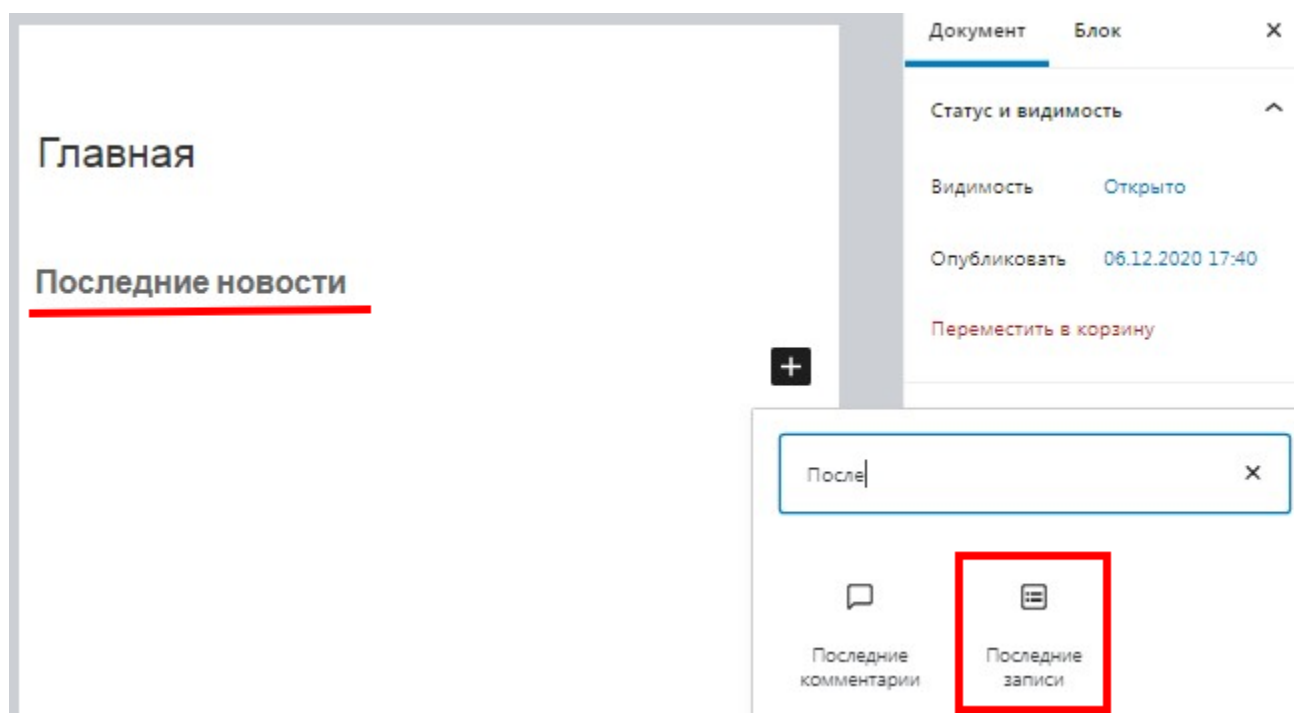 Документ Блок
Статус и видимость
Главная
Видимость Открыто
Опубликовать 06.12.2020 17:40
Последние новости
Переместить в корзину
После
Последние
комментарии
Последние
записи